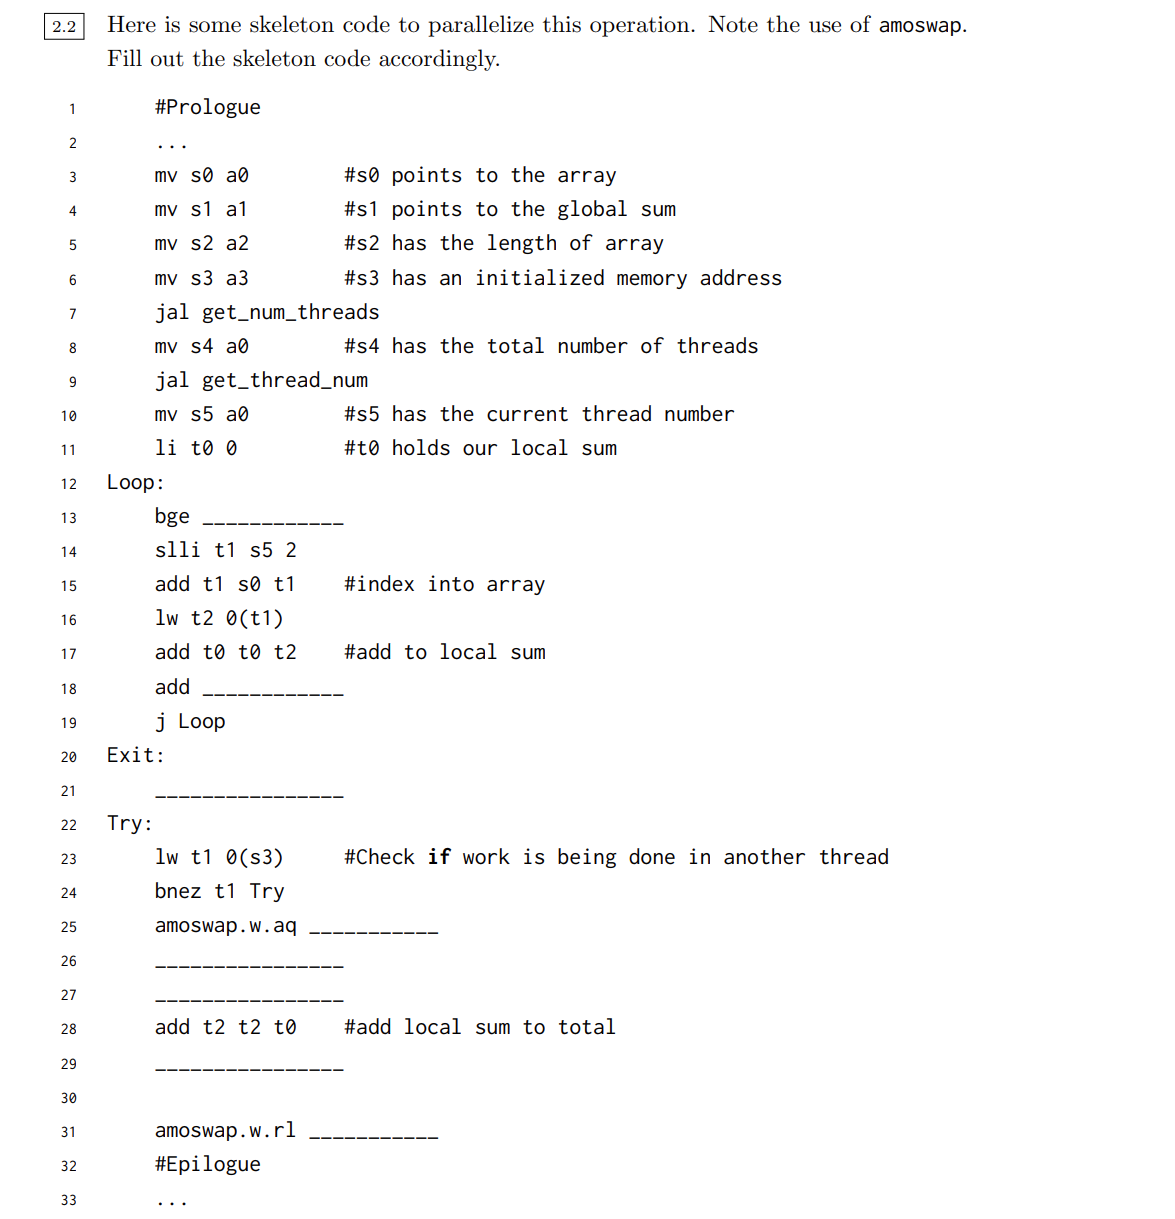 2.2 Here is some skeleton code to parallelize this operation. Note the use of amoswap.
Fill out the skeleton code accordingly.
1 #Prologue
2 ...
3 mv s0 a0 #s0 points to the array
4 mv s1 a1 #s1 points to the global sum
5 mv s2 a2 #s2 has the length of array
6 mv s3 a3 #s3 has an initialized memory address
7 jal get_num_threads
8 mv s4 a0 #s4 has the total number of threads
9 jal get_thread_num
10 mv s5 a0 #s5 has the current thread number
11 li t0 0 #t0 holds our local sum
12 Loop:
13 bge ____________
14 slli t1 s5 2
15 add t1 s0 t1 #index into array
16 lw t2 0(t1)
17 add t0 t0 t2 #add to local sum
18 add ____________
19 j Loop
20 Exit:
21 ________________
22 Try:
23 lw t1 0(s3) #Check if work is being done in another thread
24 bnez t1 Try
25 amoswap.w.aq ___________
26 ________________
27 ________________
28 add t2 t2 t0 #add local sum to total
29 ________________
30
31 amoswap.w.rl ___________
32 #Epilogue
33 ...